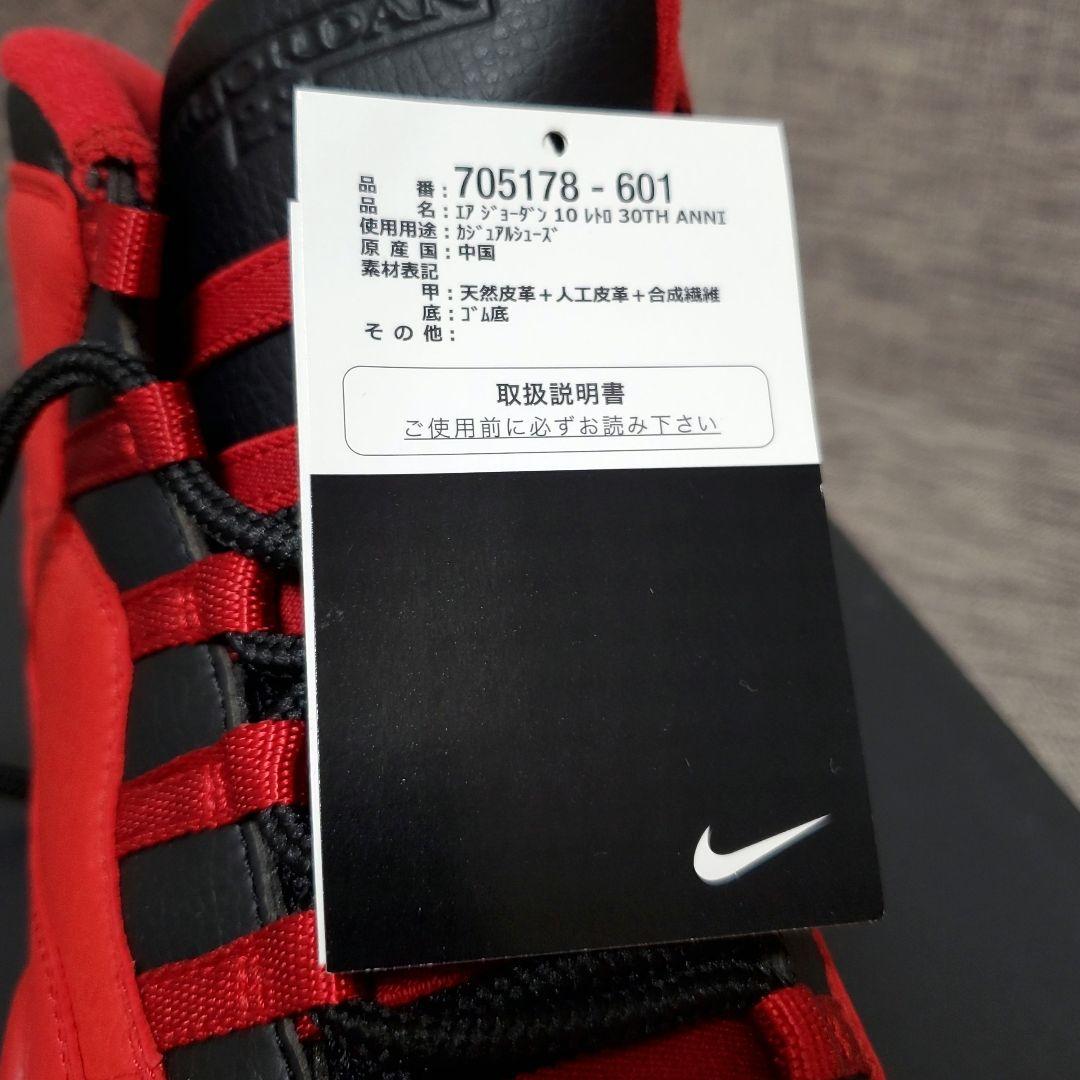 JORDAN
品 番：705178 - 601
品 名：ｴｱ ｼﾞｮｰﾀﾞﾝ 10 ﾚﾄﾛ 30TH ANNI
使用用途：ｶｼﾞｭｱﾙｼｭｰｽﾞ
原 産 国：中国
素材表記
甲：天然皮革＋人工皮革＋合成繊維
底：ｺﾞﾑ底
そ の 他：
取扱説明書
ご使用前に必ずお読み下さい